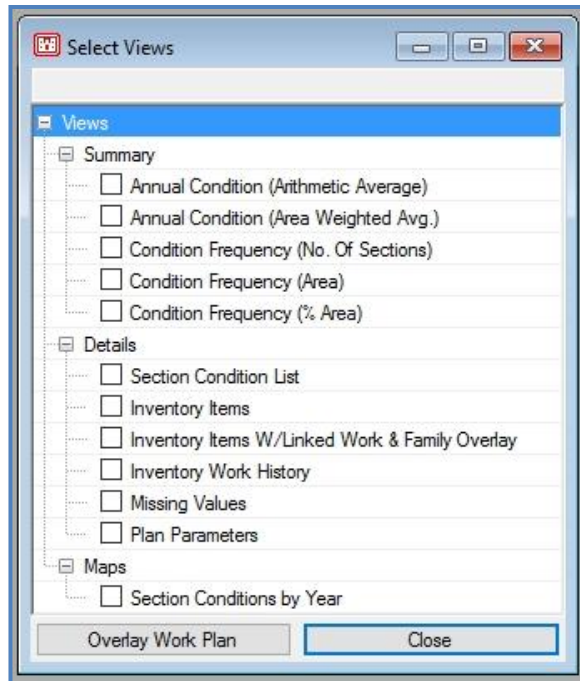 Select Views
Views
Summary
Annual Condition (Arithmetic Average)
Annual Condition (Area Weighted Avg.)
Condition Frequency (No. Of Sections)
Condition Frequency (Area)
Condition Frequency (% Area)
Details
Section Condition List
Inventory Items
Inventory Items W/Linked Work & Family Overlay
Inventory Work History
Missing Values
Plan Parameters
Maps
Section Conditions by Year
Overlay Work Plan
Close